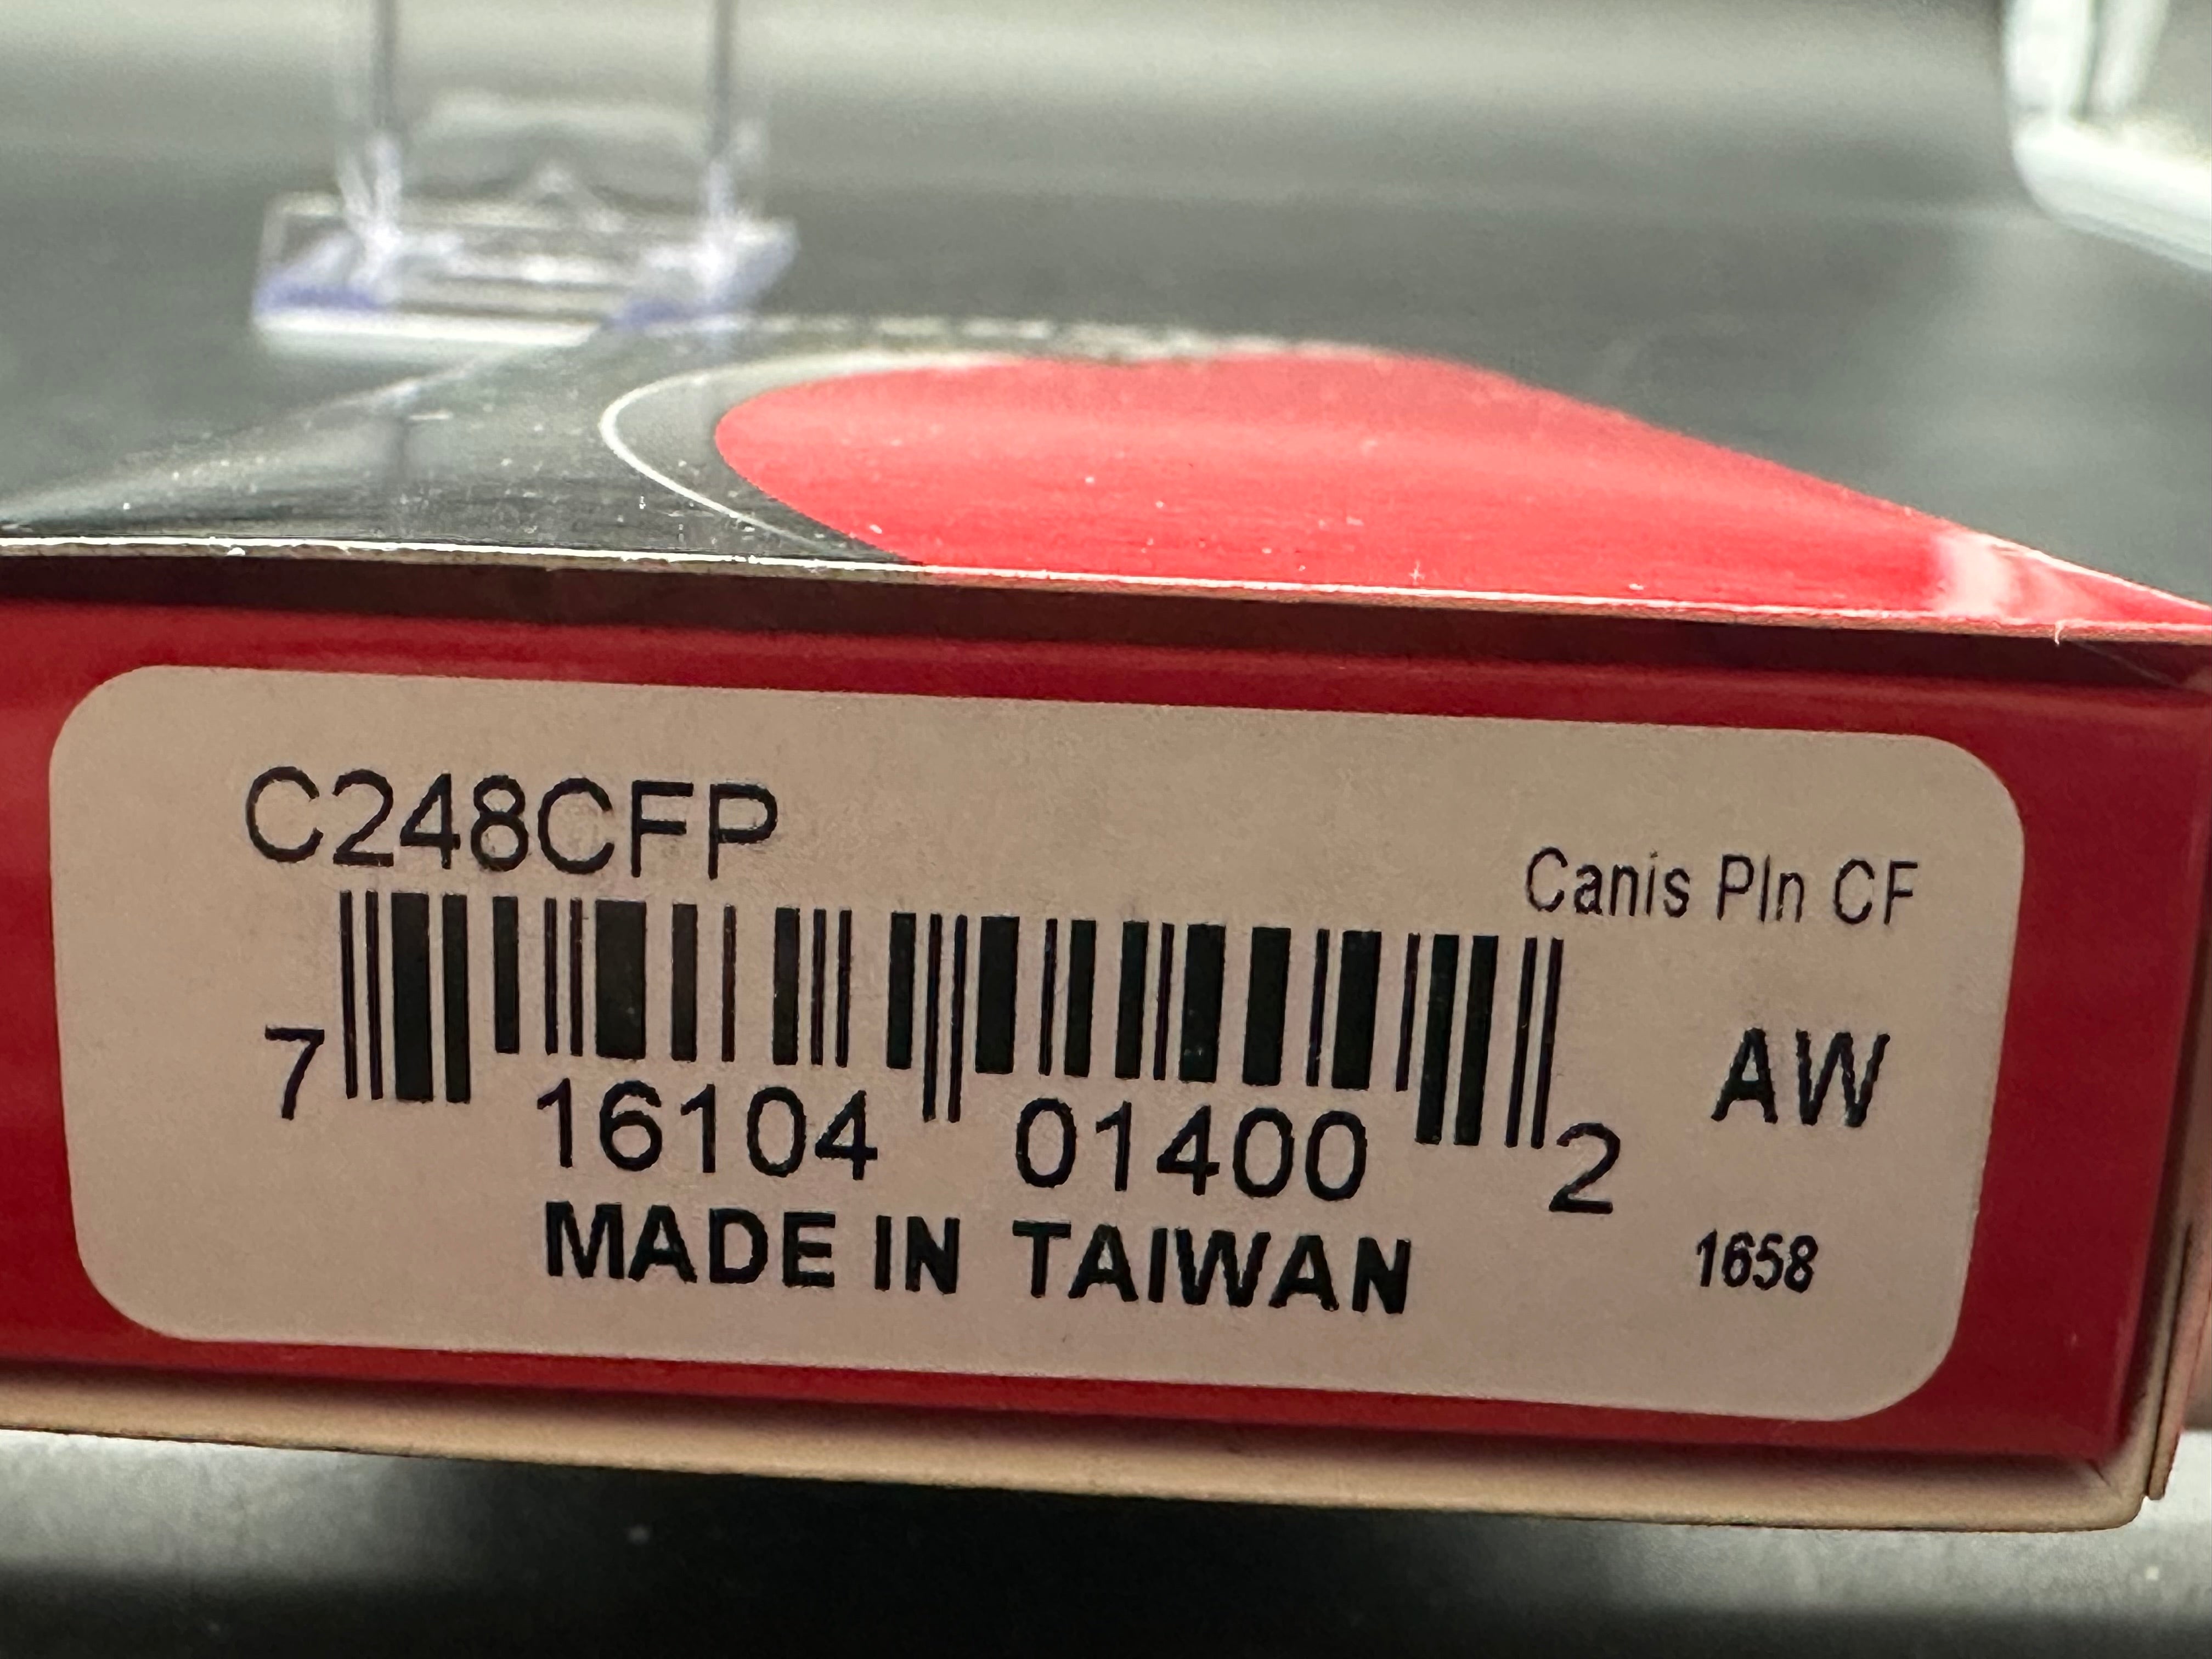 C248CFP
Canis Pln CF
7 16104 01400 2
AW
MADE IN TAIWAN
1658